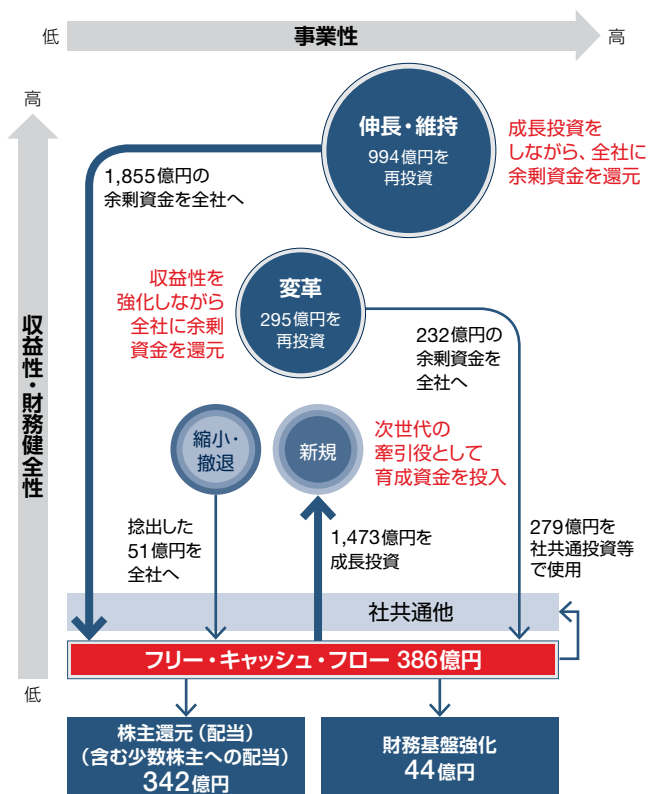 事業性
低
高
高
収益性・財務健全性
低
伸長・維持
994億円を
再投資
成長投資を
しながら、全社に
余剰資金を還元
1,855億円の
余剰資金を全社へ
変革
295億円を
再投資
収益性を
強化しながら
全社に余剰
資金を還元
232億円の
余剰資金を
全社へ
縮小・
撤退
新規
次世代の
牽引役として
育成資金を投入
捻出した
51億円を
全社へ
1,473億円を
成長投資
279億円を
社共通投資等
で使用
社共通他
フリー・キャッシュ・フロー 386億円
株主還元（配当）
（含む少数株主への配当）
342億円
財務基盤強化
44億円